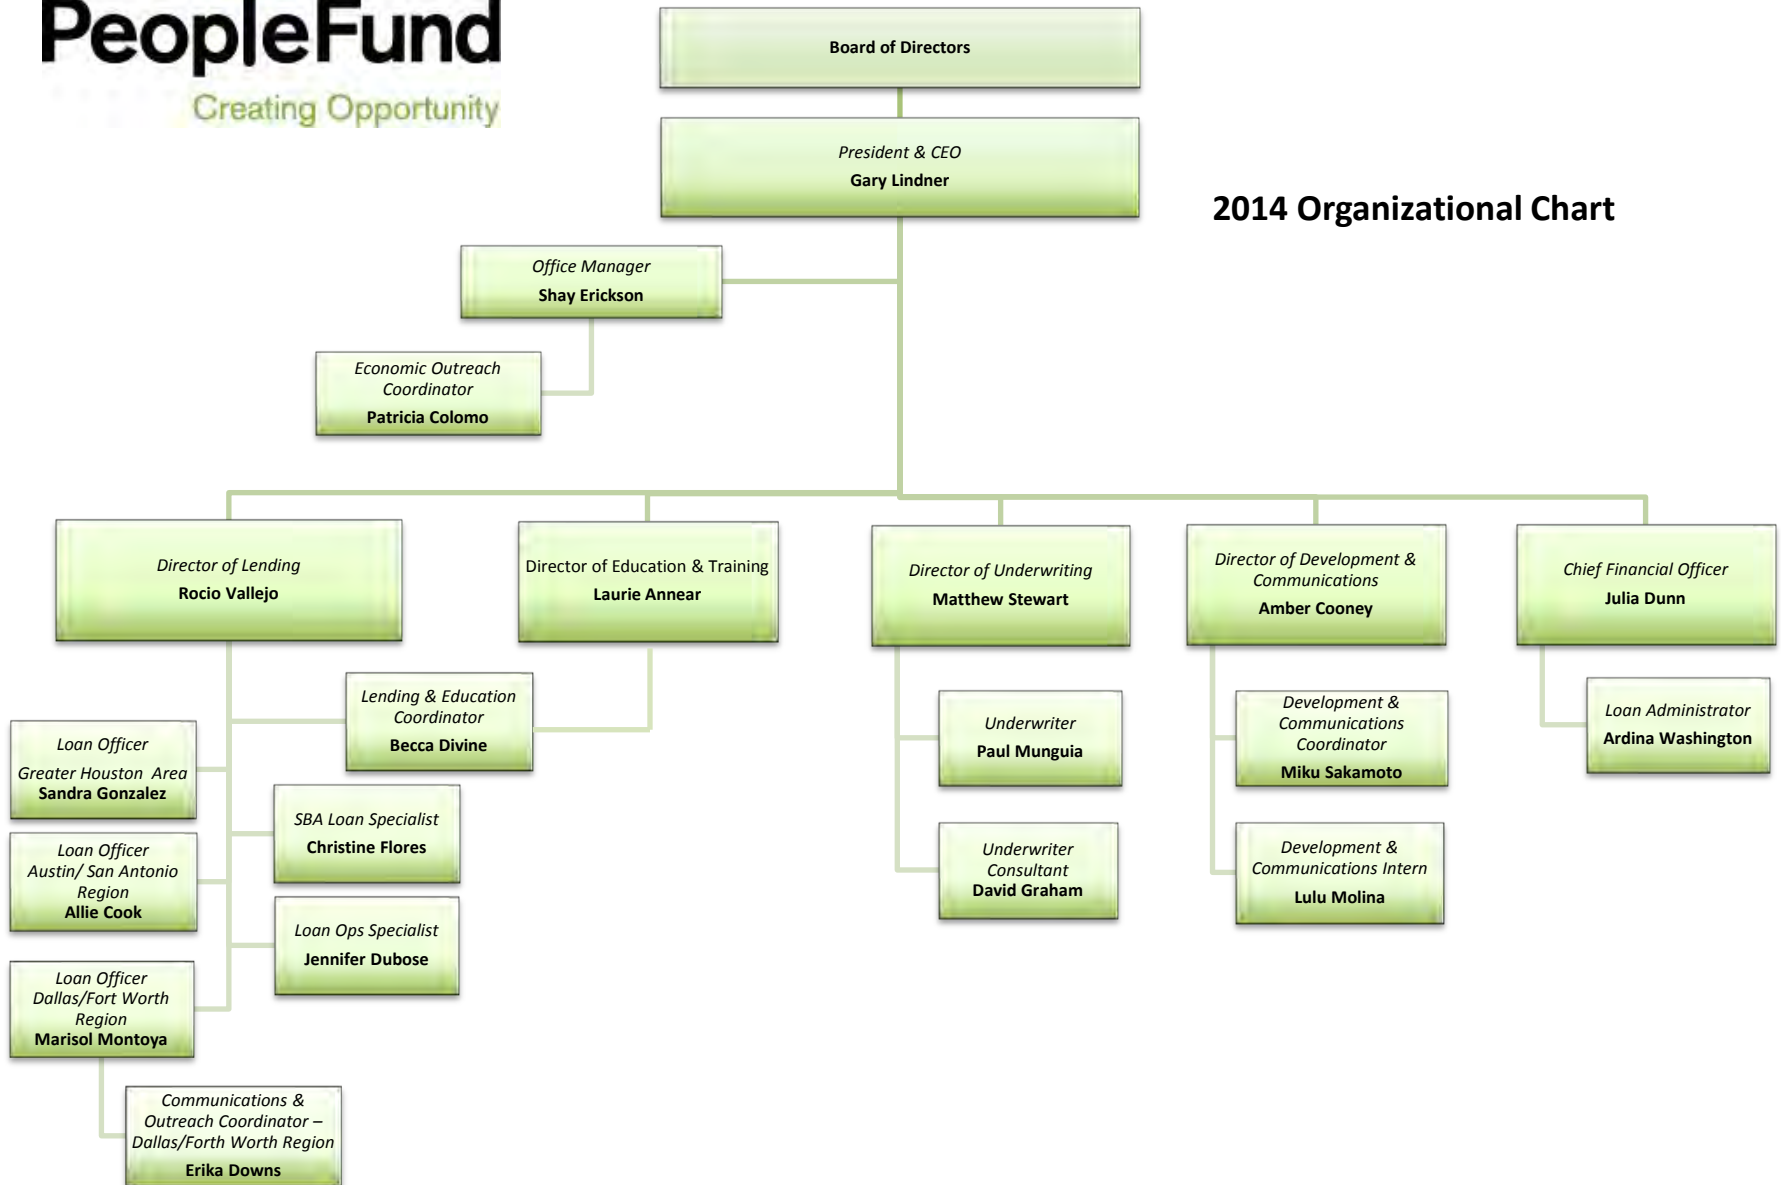 PeopleFund
Creating Opportunity
Board of Directors
President & CEO
Gary Lindner
2014 Organizational Chart
Office Manager
Shay Erickson
Economic Outreach
Coordinator
Patricia Colomo
Director of Lending
Rocio Vallejo
Director of Education & Training
Laurie Annear
Director of Underwriting
Matthew Stewart
Director of Development &
Communications
Amber Cooney
Chief Financial Officer
Julia Dunn
Lending & Education
Coordinator
Becca Divine
Loan Officer
Greater Houston Area
Sandra Gonzalez
SBA Loan Specialist
Christine Flores
Loan Officer
Austin/ San Antonio
Region
Allie Cook
Loan Ops Specialist
Jennifer Dubose
Loan Officer
Dallas/Fort Worth
Region
Marisol Montoya
Communications &
Outreach Coordinator –
Dallas/Forth Worth Region
Erika Downs
Underwriter
Paul Munguia
Underwriter
Consultant
David Graham
Development &
Communications
Coordinator
Miku Sakamoto
Development &
Communications Intern
Lulu Molina
Loan Administrator
Ardina Washington